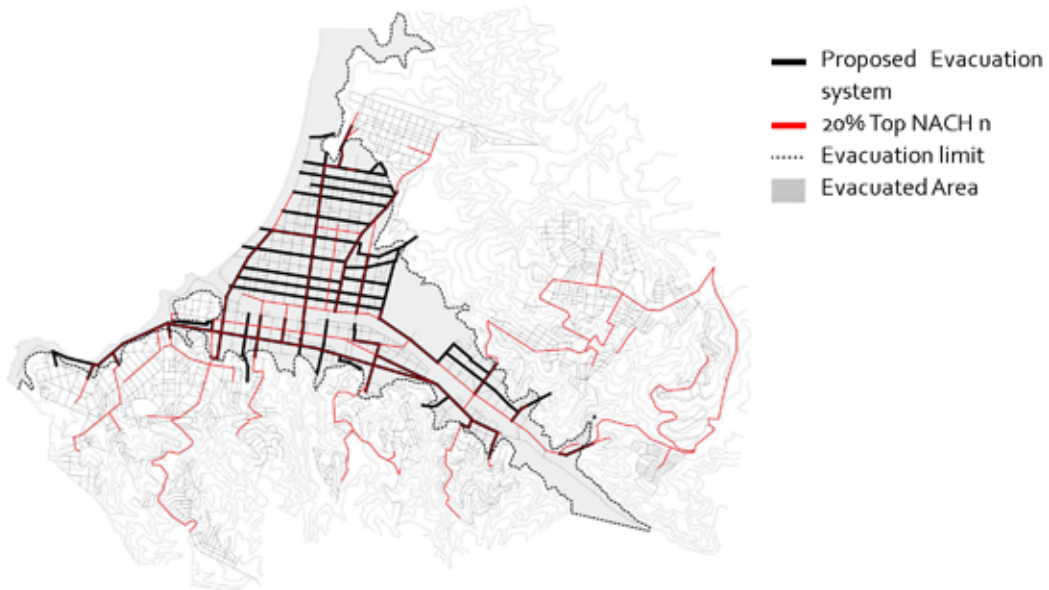 Proposed Evacuation
system
20% Top NACH n
Evacuation limit
Evacuated Area